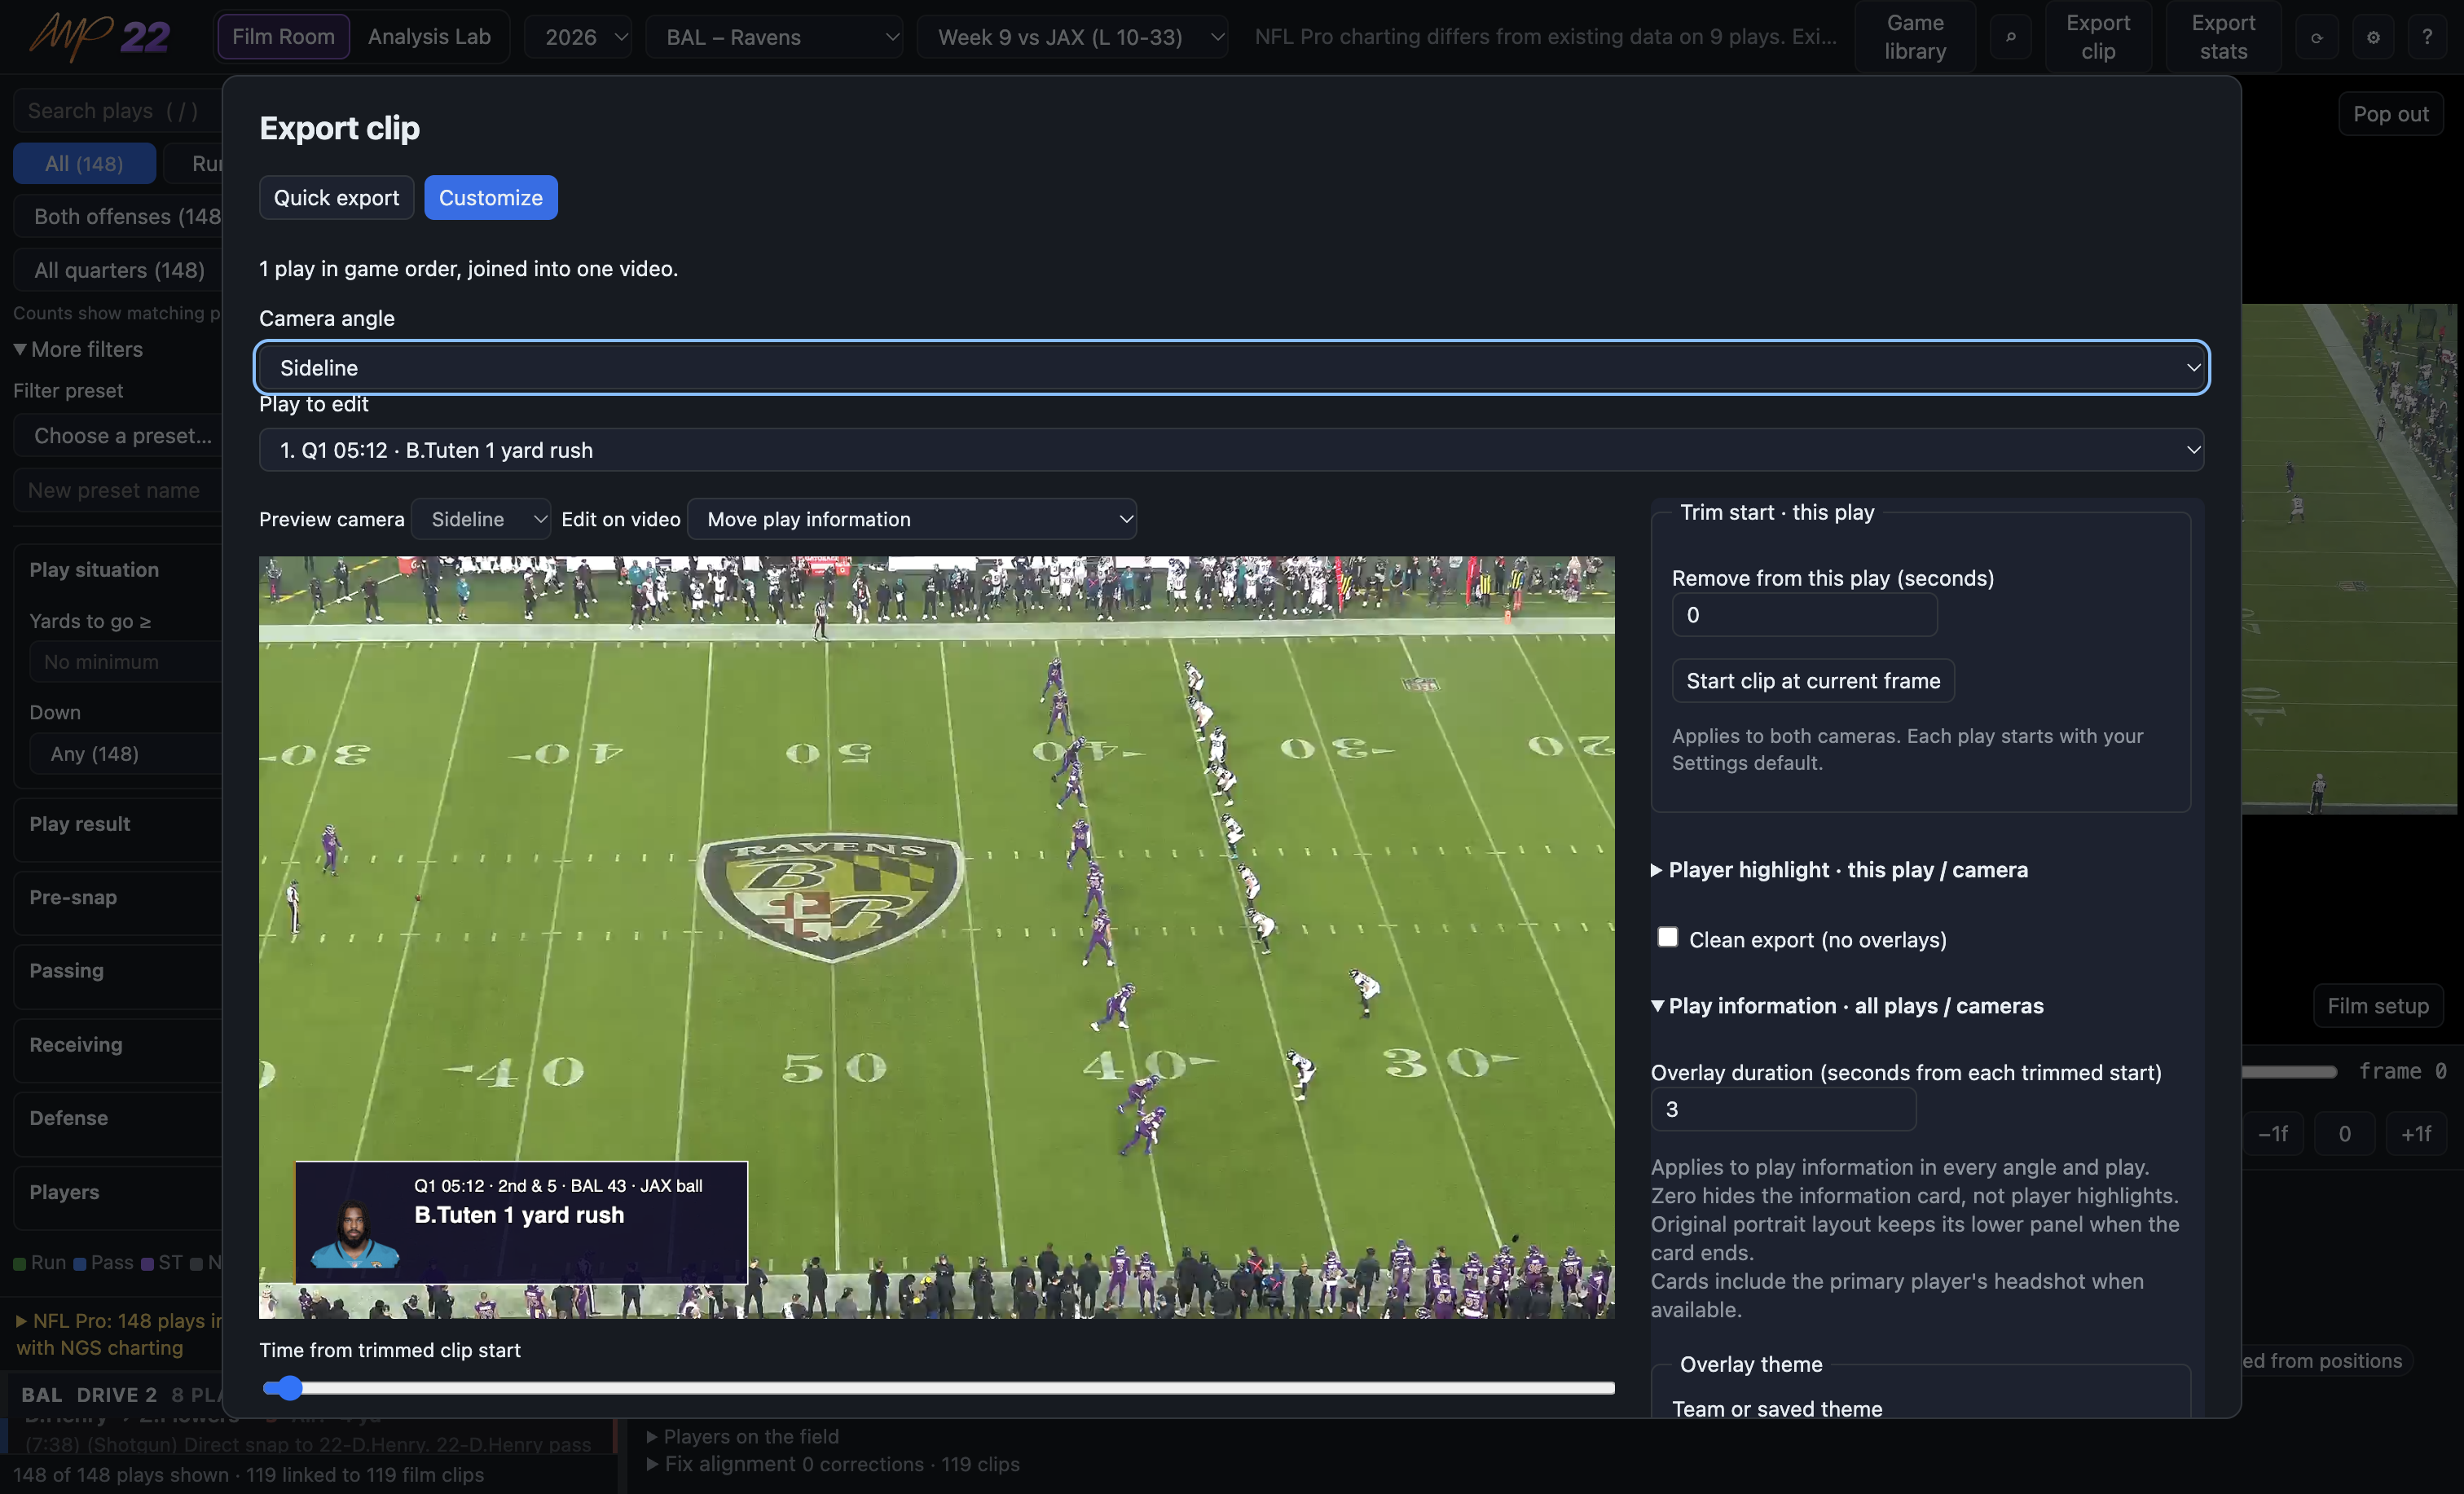 AMP 22
Film Room
Analysis Lab
2026
BAL – Ravens
Week 9 vs JAX (L 10-33)
NFL Pro charting differs from existing data on 9 plays. Exi...
Game library
Export clip
Export stats
?
Search plays ( / )
All (148)
Both offenses (148
All quarters (148)
Counts show matching p
▼ More filters
Filter preset
Choose a preset...
New preset name
Play situation
Yards to go ≥
No minimum
Down
Any (148)
Play result
Pre-snap
Passing
Receiving
Defense
Players
Run Pass ST N
▶ NFL Pro: 148 plays in
with NGS charting
BAL DRIVE 2 8 PLA
(7:38) (Shotgun) Direct snap to 22-D.Henry. 22-D.Henry pass
148 of 148 plays shown · 119 linked to 119 film clips
Export clip
Quick export
Customize
1 play in game order, joined into one video.
Camera angle
Sideline
Play to edit
1. Q1 05:12 · B.Tuten 1 yard rush
Preview camera
Sideline
Edit on video
Move play information
RAVENS
B
R
40
50
40
30
Q1 05:12 · 2nd & 5 · BAL 43 · JAX ball
B.Tuten 1 yard rush
Time from trimmed clip start
Trim start · this play
Remove from this play (seconds)
0
Start clip at current frame
Applies to both cameras. Each play starts with your
Settings default.
▶ Player highlight · this play / camera
Clean export (no overlays)
▼ Play information · all plays / cameras
Overlay duration (seconds from each trimmed start)
3
Applies to play information in every angle and play.
Zero hides the information card, not player highlights.
Original portrait layout keeps its lower panel when the
card ends.
Cards include the primary player's headshot when
available.
Overlay theme
Team or saved theme
Pop out
Film setup
frame 0
−1f
0
+1f
ed from positions
▶ Players on the field
▶ Fix alignment 0 corrections · 119 clips